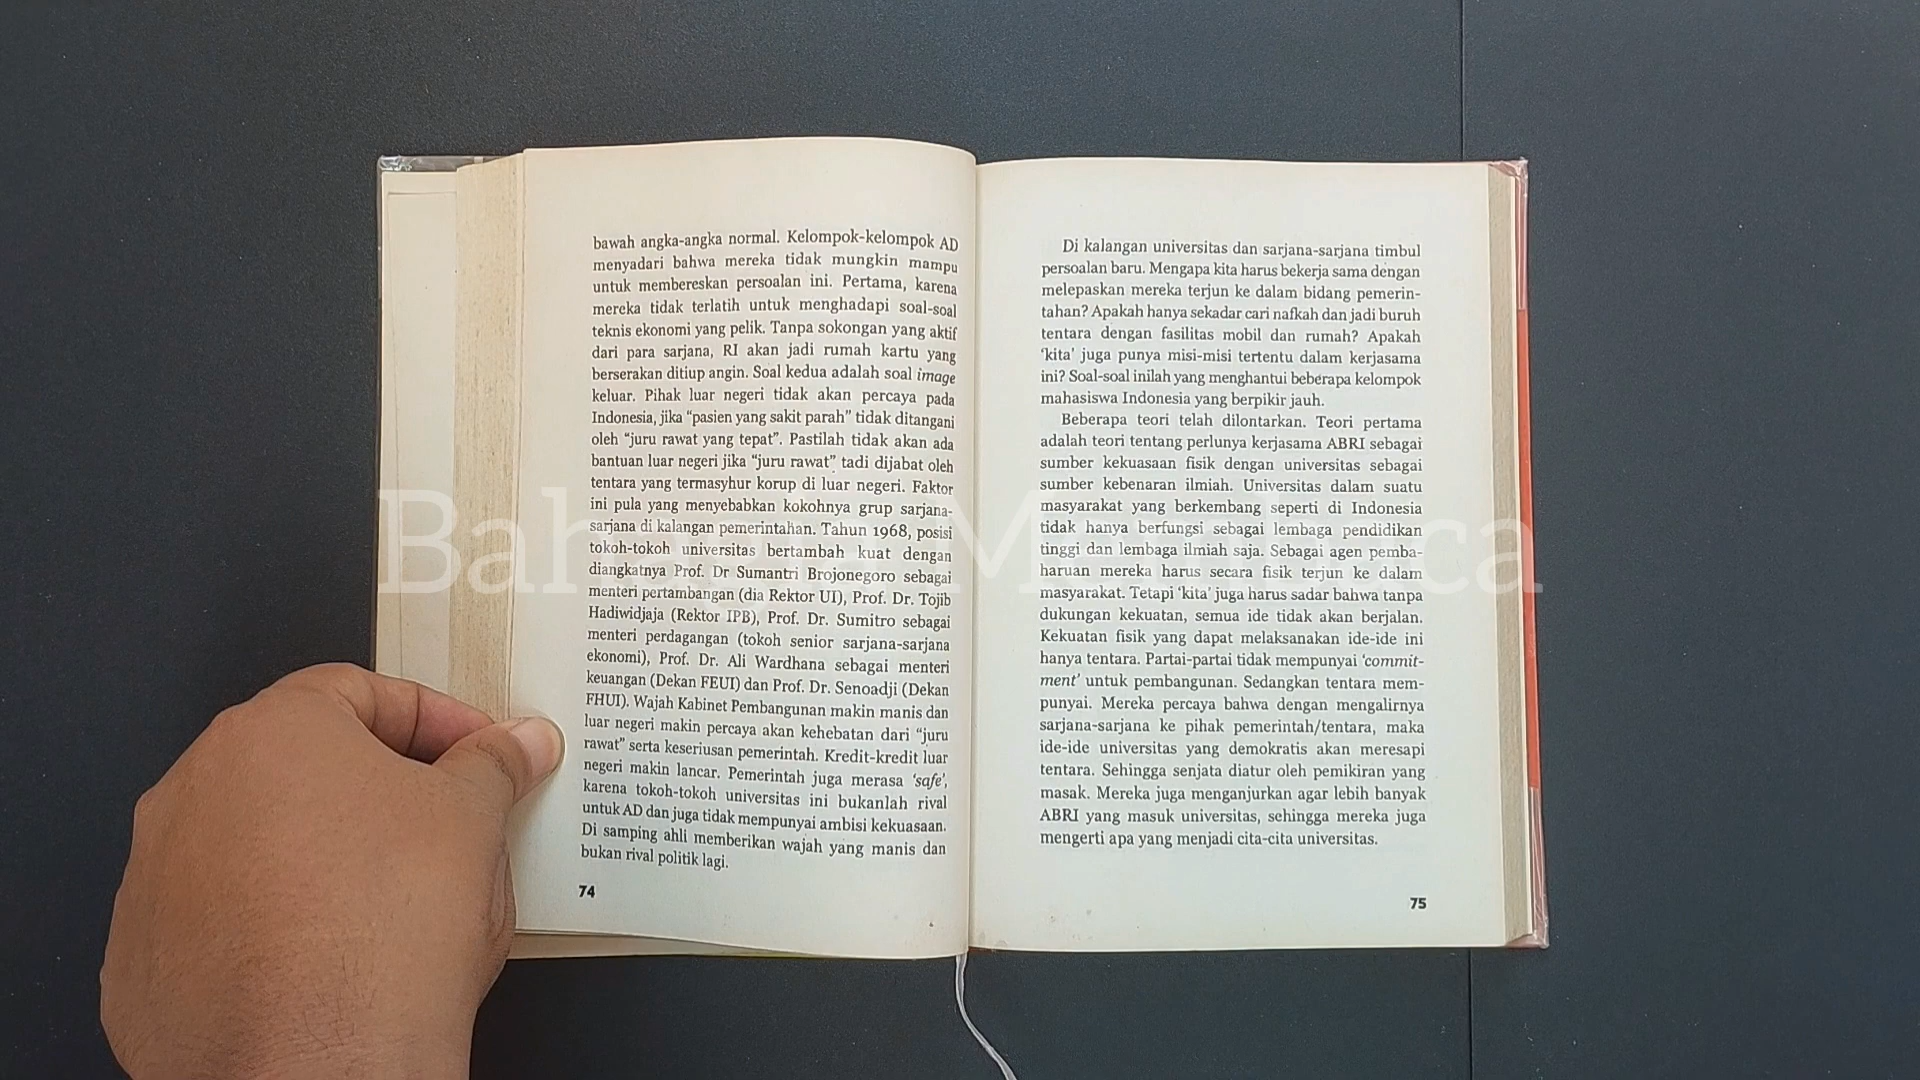 bawah angka-angka normal. Kelompok-kelompok AD
menyadari bahwa mereka tidak mungkin mampu
untuk membereskan persoalan ini. Pertama, karena
mereka tidak terlatih untuk menghadapi soal-soal
teknis ekonomi yang pelik. Tanpa sokongan yang aktif
dari para sarjana, RI akan jadi rumah kartu yang
berserakan ditiup angin. Soal kedua adalah soal image
keluar. Pihak luar negeri tidak akan percaya pada
Indonesia, jika “pasien yang sakit parah” tidak ditangani
oleh “juru rawat yang tepat”. Pastilah tidak akan ada
bantuan luar negeri jika “juru rawat” tadi dijabat oleh
tentara yang termasyhur korup di luar negeri. Faktor
ini pula yang menyebabkan kokohnya grup sarjana-
sarjana di kalangan pemerintahan. Tahun 1968, posisi
tokoh-tokoh universitas bertambah kuat dengan
diangkatnya Prof. Dr Sumantri Brojonegoro sebagai
menteri pertambangan (dia Rektor UI), Prof. Dr. Tojib
Hadiwidjaja (Rektor IPB), Prof. Dr. Sumitro sebagai
menteri perdagangan (tokoh senior sarjana-sarjana
ekonomi), Prof. Dr. Ali Wardhana sebagai menteri
keuangan (Dekan FEUI) dan Prof. Dr. Senoadji (Dekan
FHUI). Wajah Kabinet Pembangunan makin manis dan
luar negeri makin percaya akan kehebatan dari “juru
rawat” serta keseriusan pemerintah. Kredit-kredit luar
negeri makin lancar. Pemerintah juga merasa ‘safe’,
karena tokoh-tokoh universitas ini bukanlah rival
untuk AD dan juga tidak mempunyai ambisi kekuasaan.
Di samping ahli memberikan wajah yang manis dan
bukan rival politik lagi.
74
Di kalangan universitas dan sarjana-sarjana timbul
persoalan baru. Mengapa kita harus bekerja sama dengan
melepaskan mereka terjun ke dalam bidang pemerin-
tahan? Apakah hanya sekadar cari nafkah dan jadi buruh
tentara dengan fasilitas mobil dan rumah? Apakah
‘kita’ juga punya misi-misi tertentu dalam kerjasama
ini? Soal-soal inilah yang menghantui beberapa kelompok
mahasiswa Indonesia yang berpikir jauh.
Beberapa teori telah dilontarkan. Teori pertama
adalah teori tentang perlunya kerjasama ABRI sebagai
sumber kekuasaan fisik dengan universitas sebagai
sumber kebenaran ilmiah. Universitas dalam suatu
masyarakat yang berkembang seperti di Indonesia
tidak hanya berfungsi sebagai lembaga pendidikan
tinggi dan lembaga ilmiah saja. Sebagai agen pemba-
haruan mereka harus secara fisik terjun ke dalam
masyarakat. Tetapi ‘kita’ juga harus sadar bahwa tanpa
dukungan kekuatan, semua ide tidak akan berjalan.
Kekuatan fisik yang dapat melaksanakan ide-ide ini
hanya tentara. Partai-partai tidak mempunyai ‘commit-
ment’ untuk pembangunan. Sedangkan tentara mem-
punyai. Mereka percaya bahwa dengan mengalirnya
sarjana-sarjana ke pihak pemerintah/tentara, maka
ide-ide universitas yang demokratis akan meresapi
tentara. Sehingga senjata diatur oleh pemikiran yang
masak. Mereka juga menganjurkan agar lebih banyak
ABRI yang masuk universitas, sehingga mereka juga
mengerti apa yang menjadi cita-cita universitas.
75
Bahagia Membaca